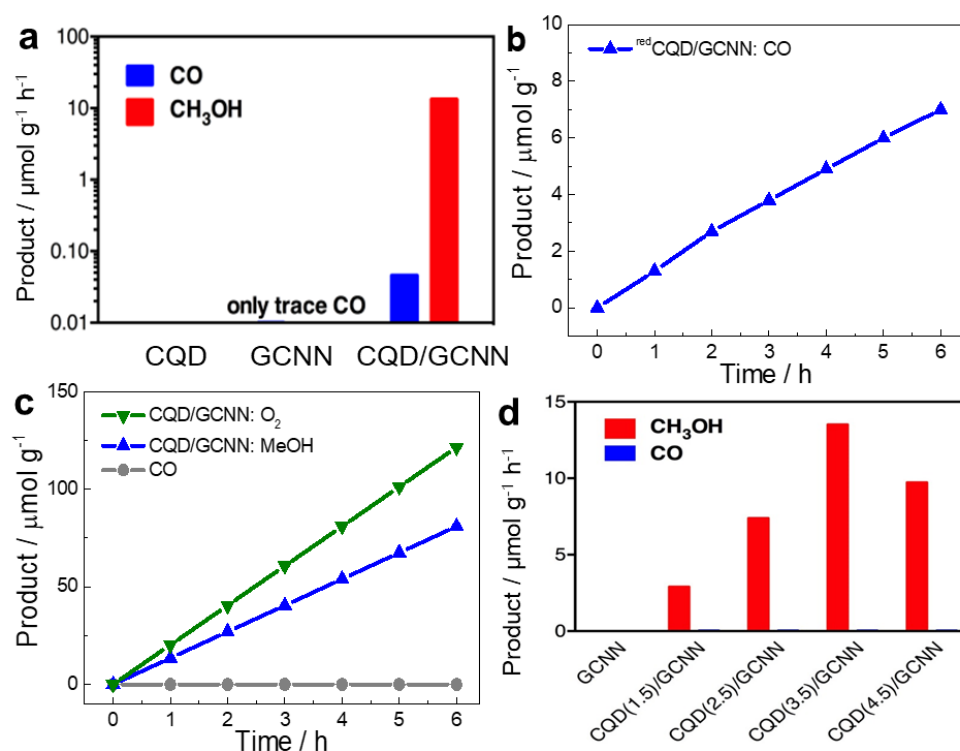 a
100
10
1
0.10
0.01
Product / µmol g⁻¹ h⁻¹
CO
CH₃OH
only trace CO
CQD GCNN CQD/GCNN
b
10
8
6
4
2
0
Product / µmol g⁻¹
ʳᵉᵈCQD/GCNN: CO
0 1 2 3 4 5 6
Time / h
c
150
100
50
0
Product / µmol g⁻¹
CQD/GCNN: O₂
CQD/GCNN: MeOH
CO
0 1 2 3 4 5 6
Time / h
d
15
10
5
0
Product / µmol g⁻¹ h⁻¹
CH₃OH
CO
GCNN
CQD(1.5)/GCNN
CQD(2.5)/GCNN
CQD(3.5)/GCNN
CQD(4.5)/GCNN